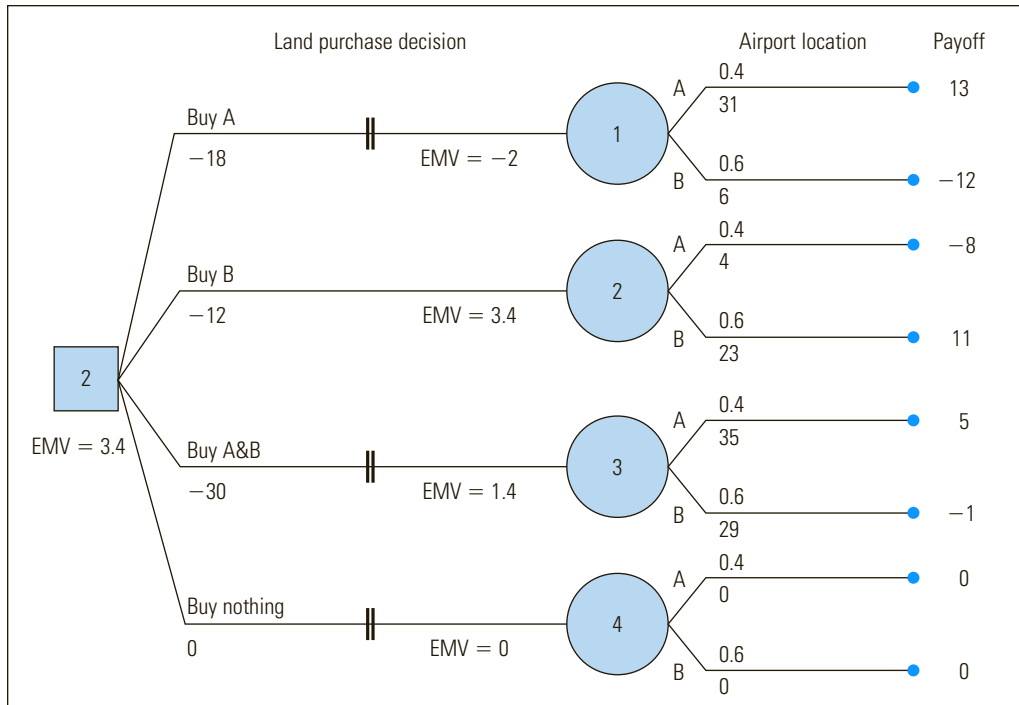 Land purchase decision
Airport location
Payoff
Buy A
−18
EMV = −2
1
A
0.4
31
13
B
0.6
6
−12
Buy B
−12
EMV = 3.4
2
A
0.4
4
−8
B
0.6
23
11
2
EMV = 3.4
Buy A&B
−30
EMV = 1.4
3
A
0.4
35
5
B
0.6
29
−1
Buy nothing
0
EMV = 0
4
A
0.4
0
0
B
0.6
0
0